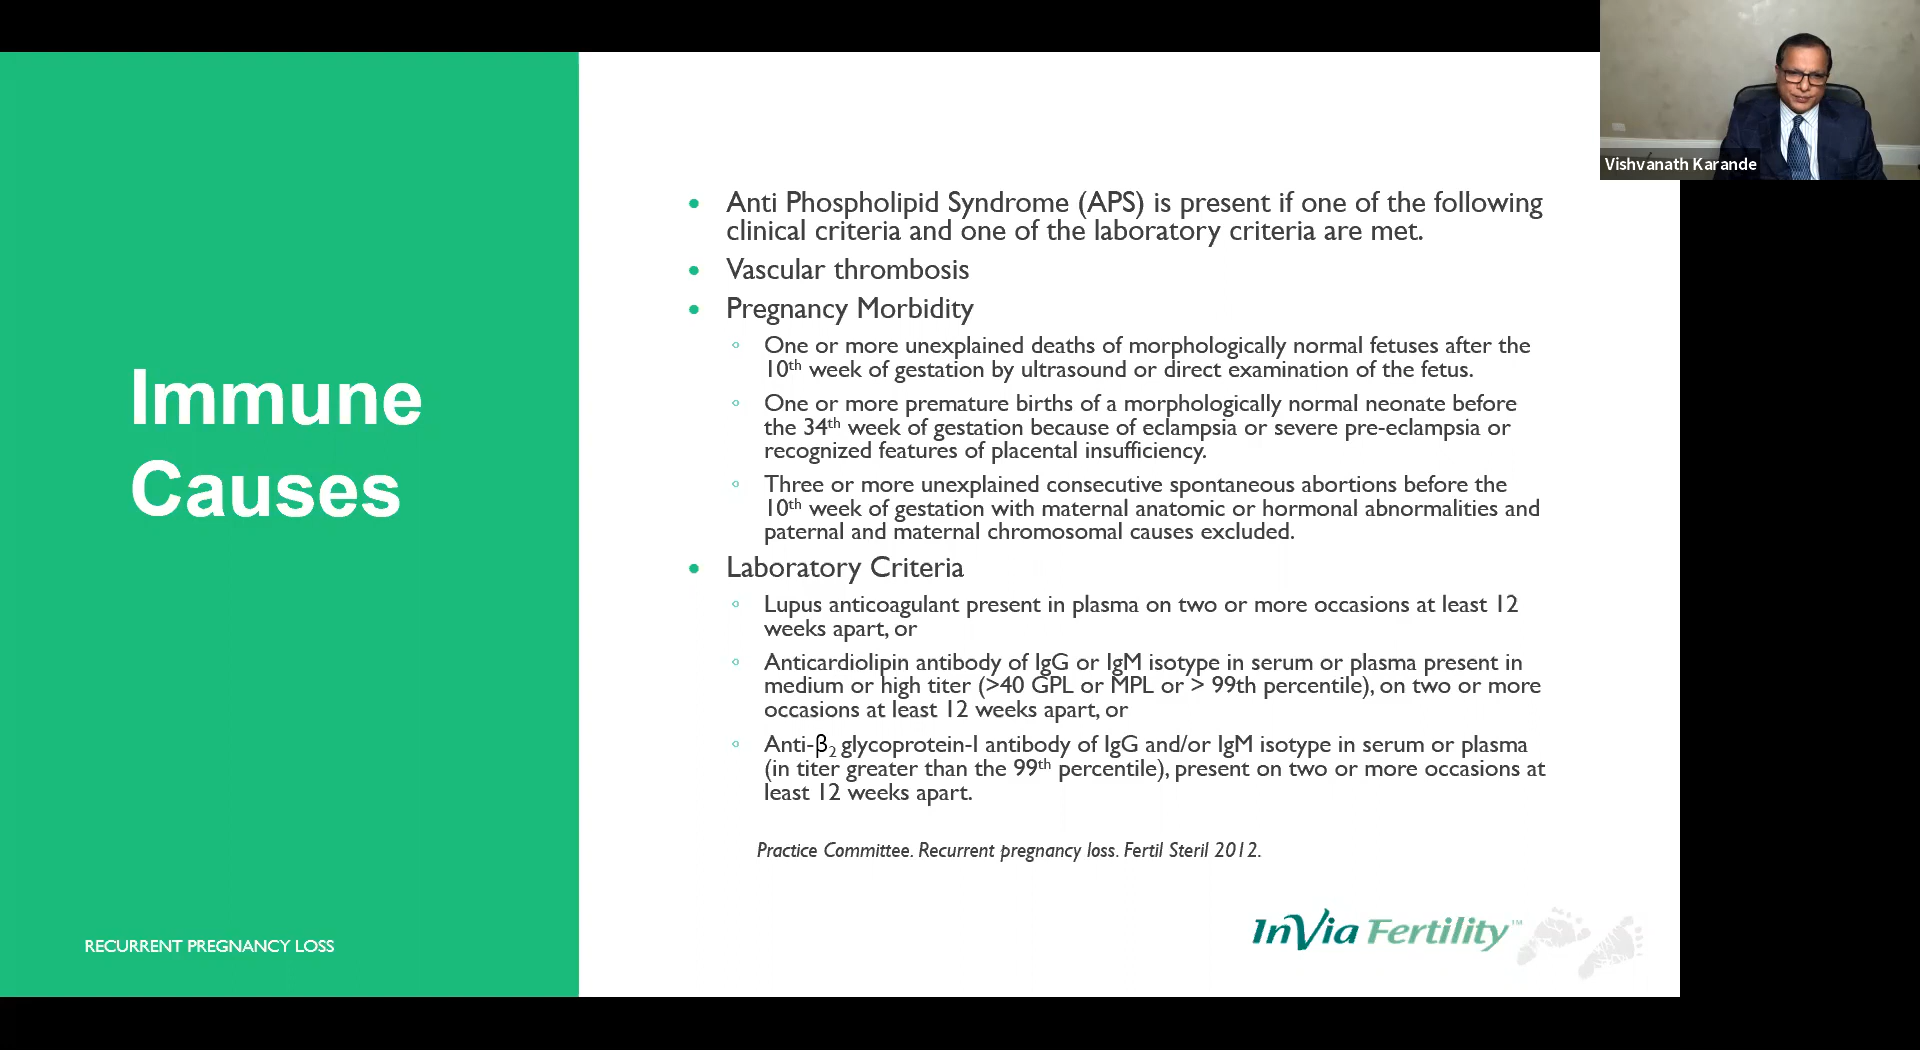 Vishvanath Karande
Immune
Causes
RECURRENT PREGNANCY LOSS
• Anti Phospholipid Syndrome (APS) is present if one of the following
clinical criteria and one of the laboratory criteria are met.
• Vascular thrombosis
• Pregnancy Morbidity
◦ One or more unexplained deaths of morphologically normal fetuses after the
10th week of gestation by ultrasound or direct examination of the fetus.
◦ One or more premature births of a morphologically normal neonate before
the 34th week of gestation because of eclampsia or severe pre-eclampsia or
recognized features of placental insufficiency.
◦ Three or more unexplained consecutive spontaneous abortions before the
10th week of gestation with maternal anatomic or hormonal abnormalities and
paternal and maternal chromosomal causes excluded.
• Laboratory Criteria
◦ Lupus anticoagulant present in plasma on two or more occasions at least 12
weeks apart, or
◦ Anticardiolipin antibody of IgG or IgM isotype in serum or plasma present in
medium or high titer (>40 GPL or MPL or > 99th percentile), on two or more
occasions at least 12 weeks apart, or
◦ Anti-β2 glycoprotein-I antibody of IgG and/or IgM isotype in serum or plasma
(in titer greater than the 99th percentile), present on two or more occasions at
least 12 weeks apart.
Practice Committee. Recurrent pregnancy loss. Fertil Steril 2012.
InVia Fertility™